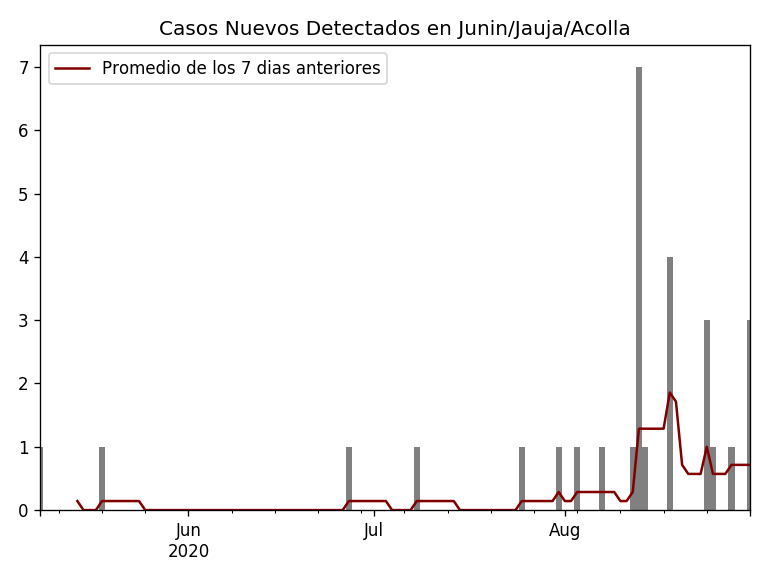 Casos Nuevos Detectados en Junin/Jauja/Acolla
Promedio de los 7 dias anteriores
7
6
5
4
3
2
1
0
Jun
2020
Jul
Aug